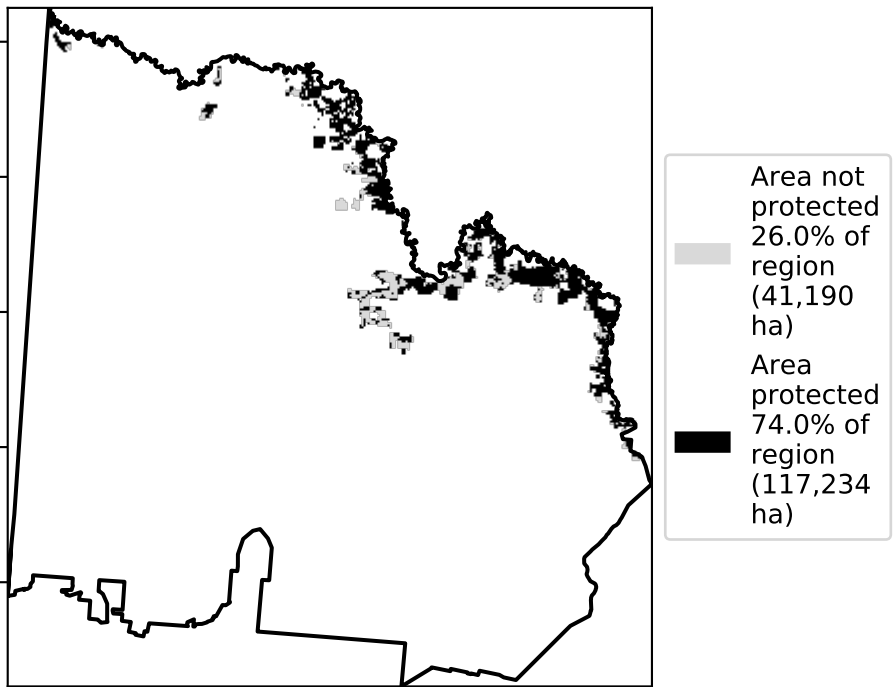 Area not
protected
26.0% of
region
(41,190
ha)
Area
protected
74.0% of
region
(117,234
ha)